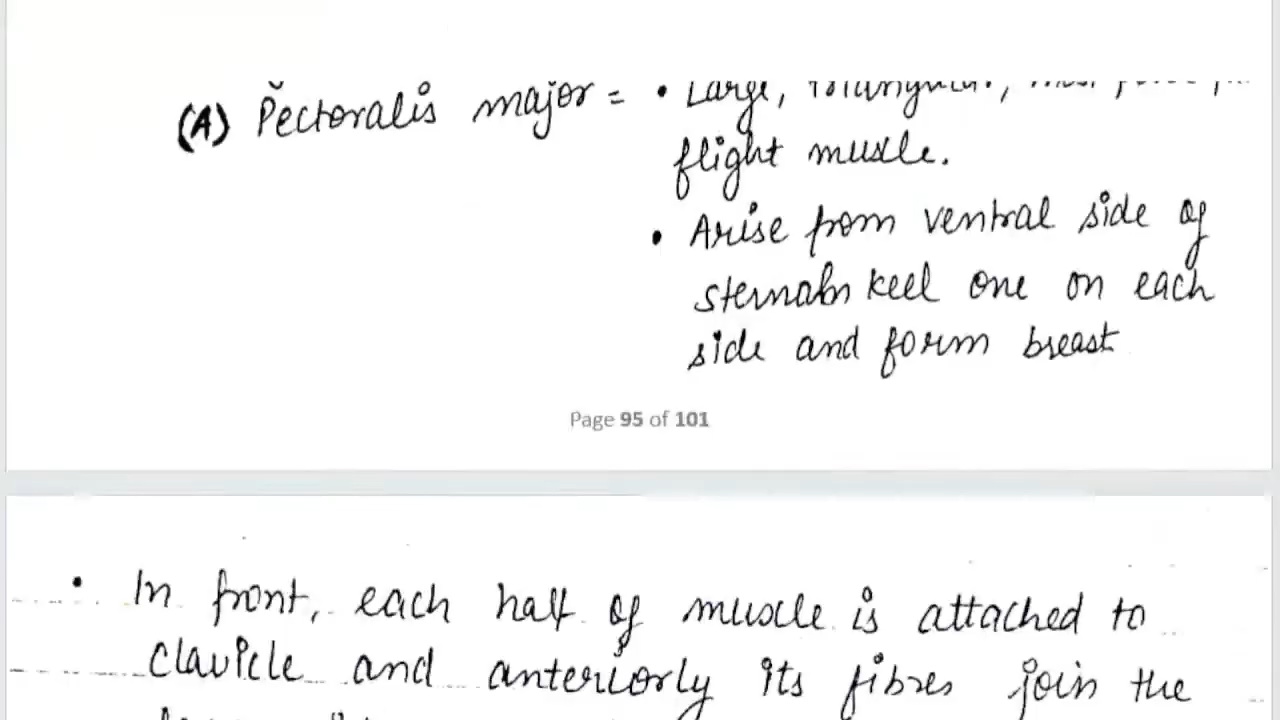 (A) Pectoralis major = • Large, triangular,
flight muscle.
• Arise from ventral side of
sternal keel one on each
side and form breast
Page 95 of 101
• In front, each half of muscle is attached to
clavicle and anteriorly its fibres join the